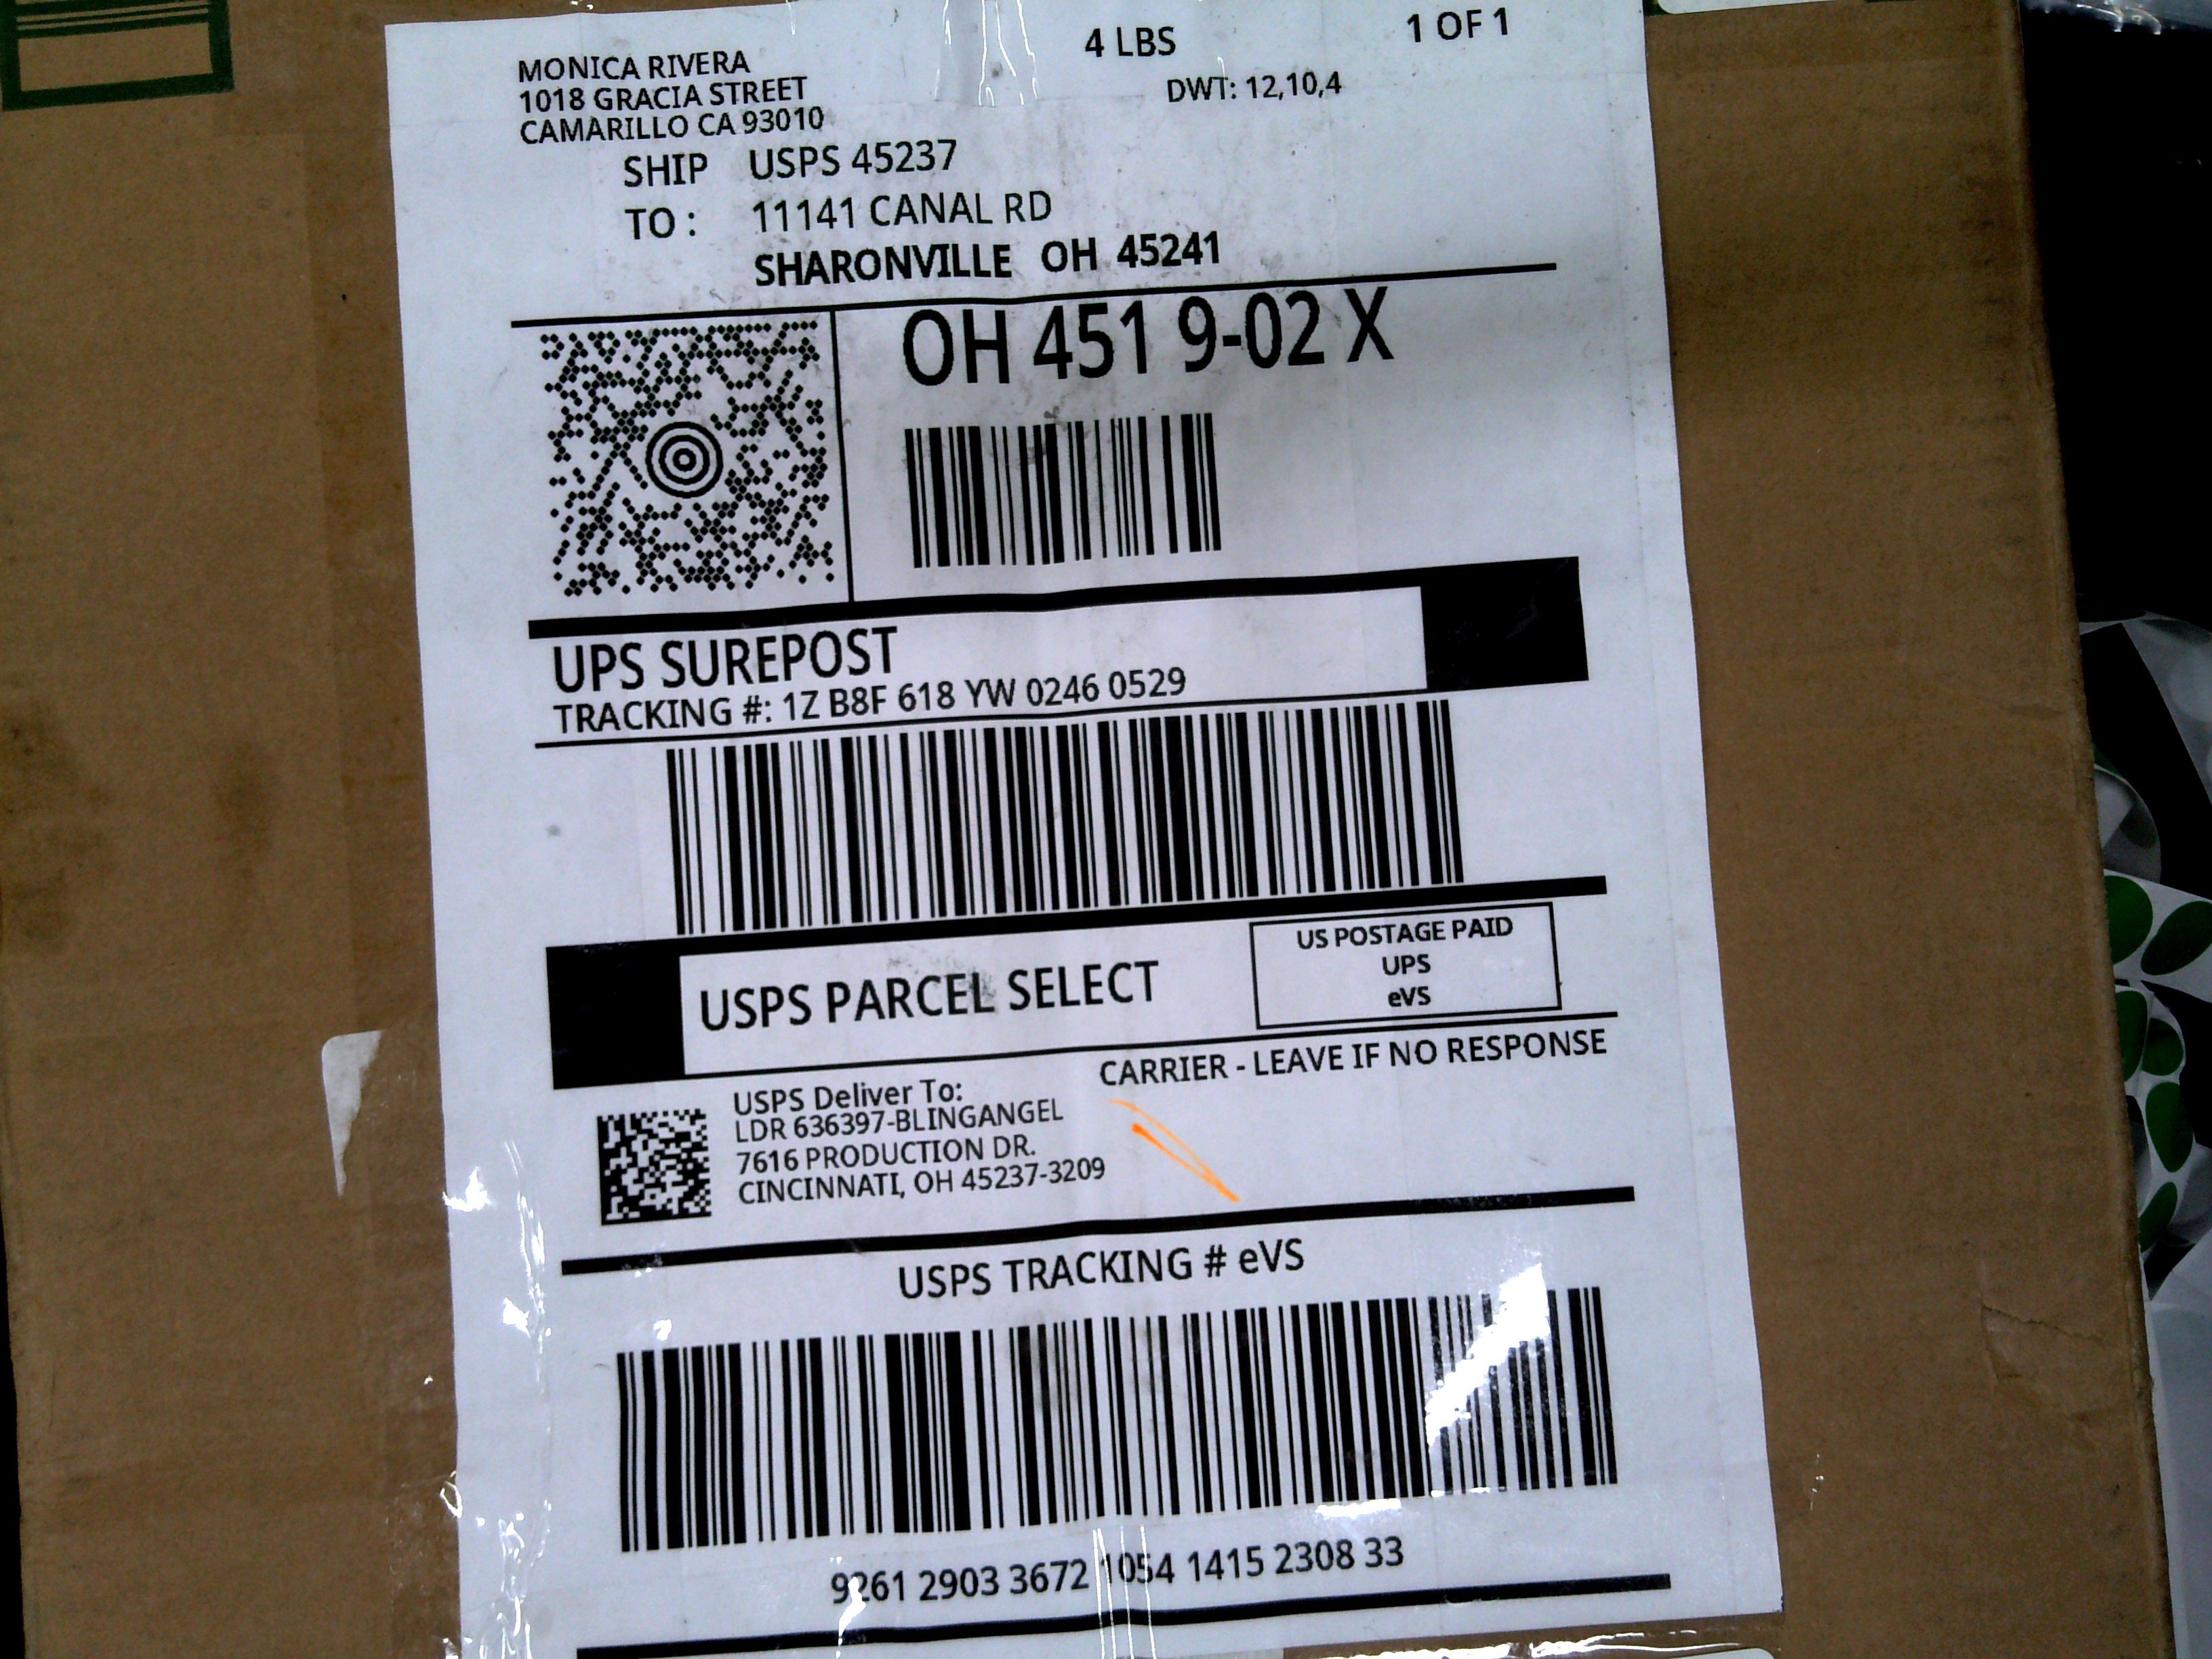 MONICA RIVERA
1018 GRACIA STREET
CAMARILLO CA 93010
4 LBS
1 OF 1
DWT: 12,10,4
SHIP USPS 45237
TO : 11141 CANAL RD
SHARONVILLE OH 45241
OH 451 9-02 X
UPS SUREPOST
TRACKING #: 1Z B8F 618 YW 0246 0529
USPS PARCEL SELECT
US POSTAGE PAID
UPS
eVS
CARRIER - LEAVE IF NO RESPONSE
USPS Deliver To:
LDR 636397-BLINGANGEL
7616 PRODUCTION DR.
CINCINNATI, OH 45237-3209
USPS TRACKING # eVS
9261 2903 3672 1054 1415 2308 33